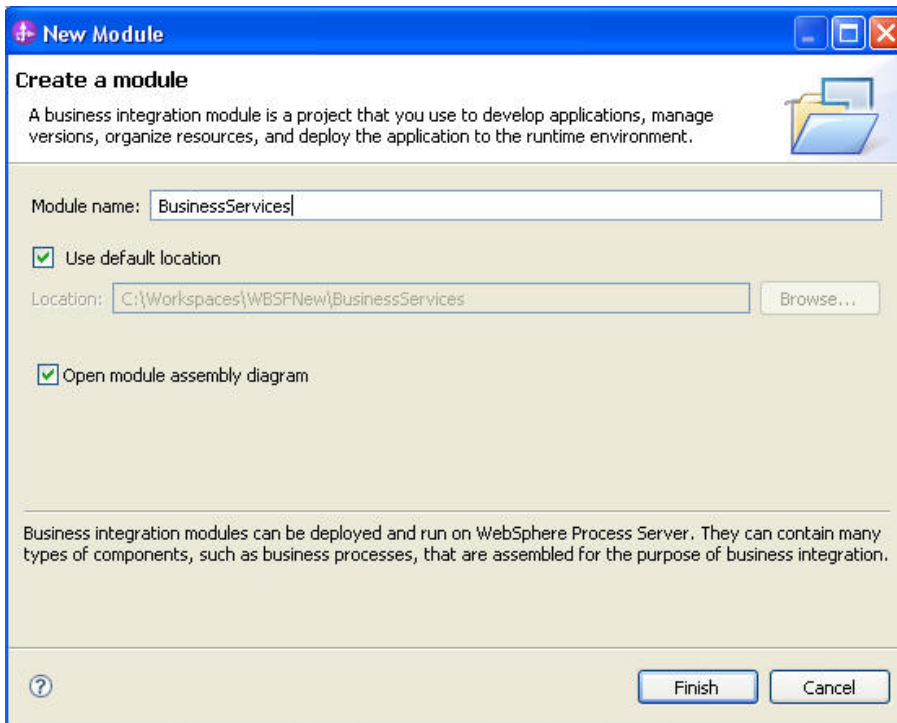 New Module
Create a module
A business integration module is a project that you use to develop applications, manage
versions, organize resources, and deploy the application to the runtime environment.
Module name: BusinessServices
Use default location
Location: C:\Workspaces\WBSFNew\BusinessServices Browse...
Open module assembly diagram
Business integration modules can be deployed and run on WebSphere Process Server. They can contain many
types of components, such as business processes, that are assembled for the purpose of business integration.
? Finish Cancel